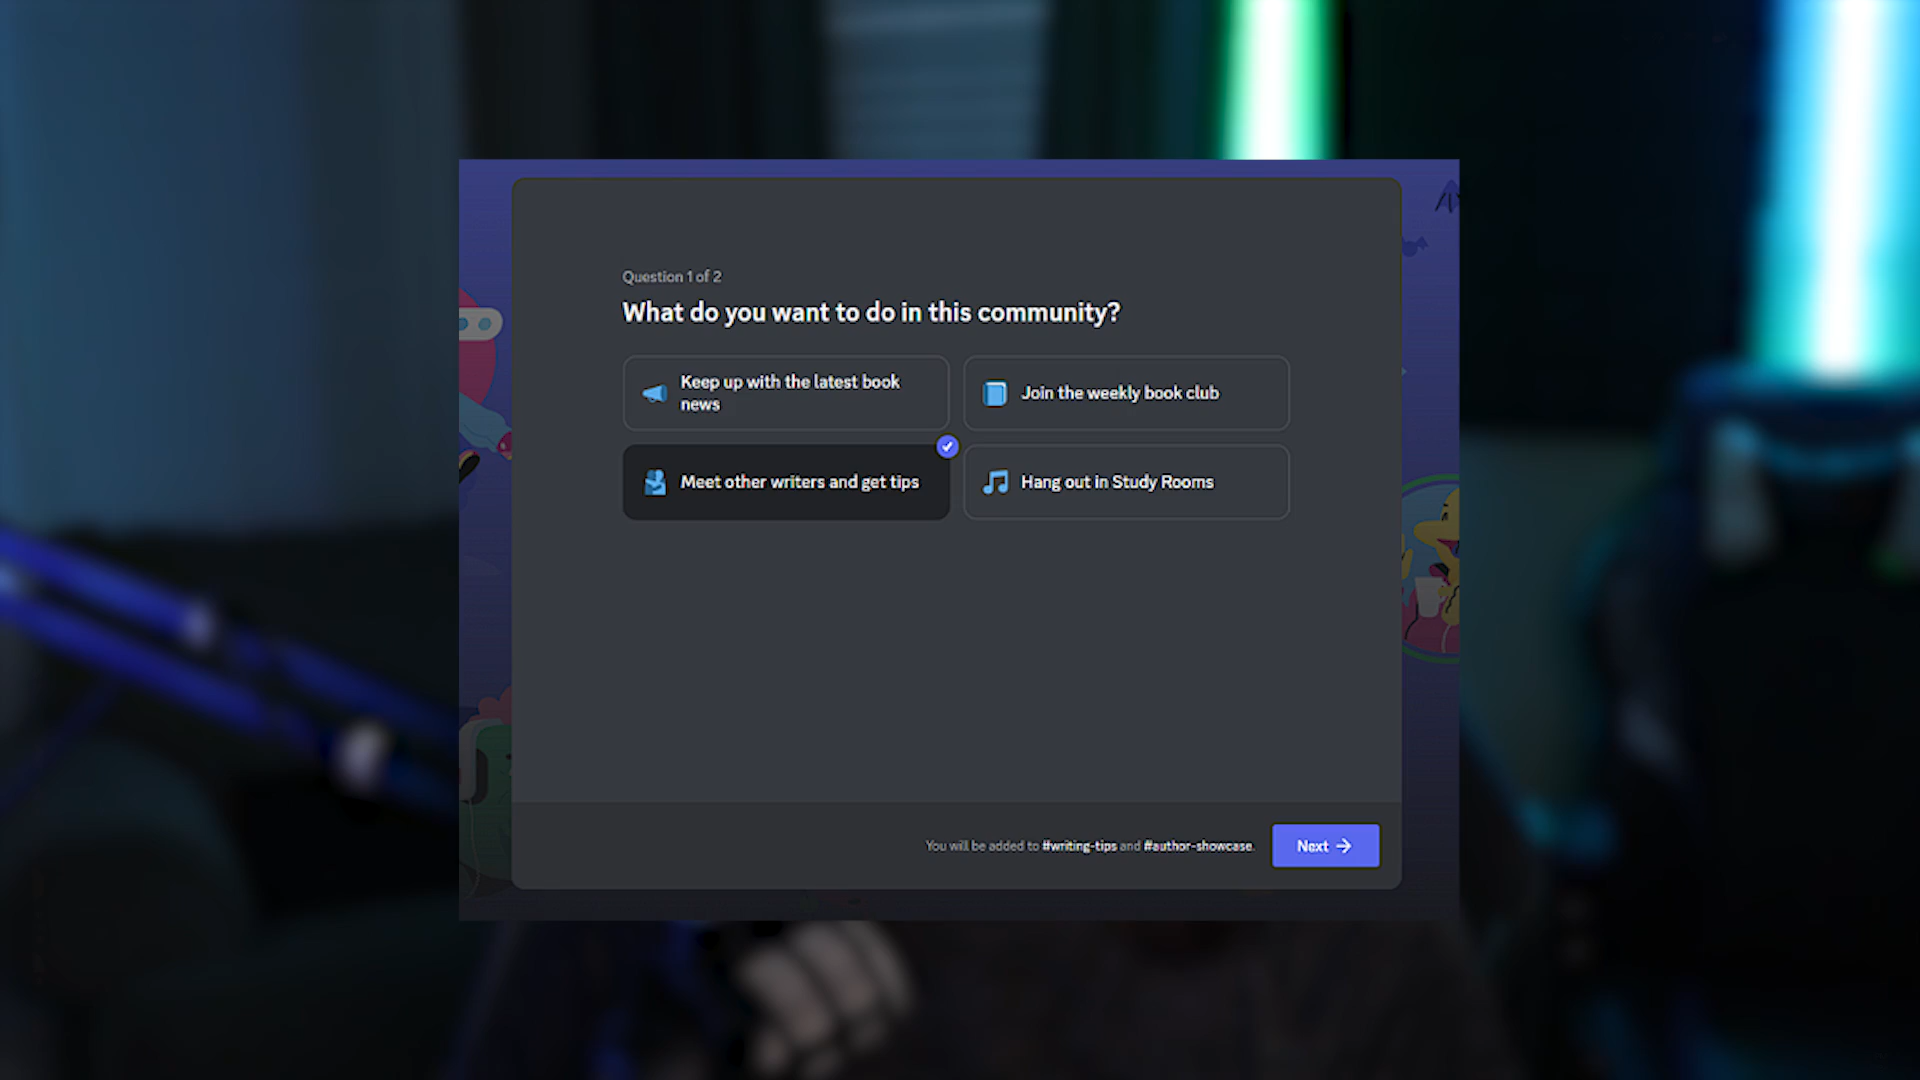 Question 1 of 2
What do you want to do in this community?
Keep up with the latest book
news
Join the weekly book club
Meet other writers and get tips
Hang out in Study Rooms
You will be added to #writing-tips and #author-showcase.
Next →